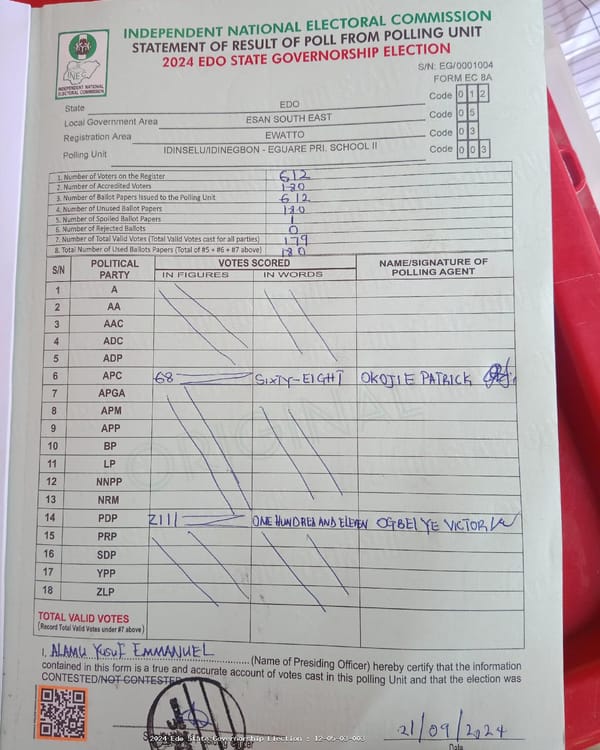 INDEPENDENT NATIONAL ELECTORAL COMMISSION
STATEMENT OF RESULT OF POLL FROM POLLING UNIT
2024 EDO STATE GOVERNORSHIP ELECTION
INEC
INDEPENDENT NATIONAL ELECTORAL COMMISSION
S/N: EG/0001004
FORM EC 8A
State EDO Code 0 1 2
Local Government Area ESAN SOUTH EAST Code 0 5
Registration Area EWATTO Code 0 3
Polling Unit IDINSELU/IDINEGBON - EGUARE PRI. SCHOOL II Code 0 0 3
1. Number of Voters on the Register 612
2. Number of Accredited Voters 180
3. Number of Ballot Papers Issued to the Polling Unit 612
4. Number of Unused Ballot Papers
5. Number of Spoiled Ballot Papers 1
6. Number of Rejected Ballots 0
7. Number of Total Valid Votes (Total Valid Votes cast for all parties) 179
8. Total Number of Used Ballots Papers (Total of #5 + #6 + #7 above) 180
S/N POLITICAL PARTY VOTES SCORED NAME/SIGNATURE OF POLLING AGENT
IN FIGURES IN WORDS
1 A
2 AA
3 AAC
4 ADC
5 ADP
6 APC 68 SIXTY-EIGHT OKOJIE PATRICK
7 APGA
8 APM
9 APP
10 BP
11 LP
12 NNPP
13 NRM
14 PDP 111 ONE HUNDRED AND ELEVEN OGBEIYE VICTOR
15 PRP
16 SDP
17 YPP
18 ZLP
ORIGINAL
TOTAL VALID VOTES
(Record Total Valid Votes under #7 above)
I, ALAMU YUSUF EMMANUEL (Name of Presiding Officer) hereby certify that the information
contained in this form is a true and accurate account of votes cast in this polling Unit and that the election was
CONTESTED/NOT CONTESTED
21/09/2024
Date
2024 Edo State Governorship Election : 12-05-03-003